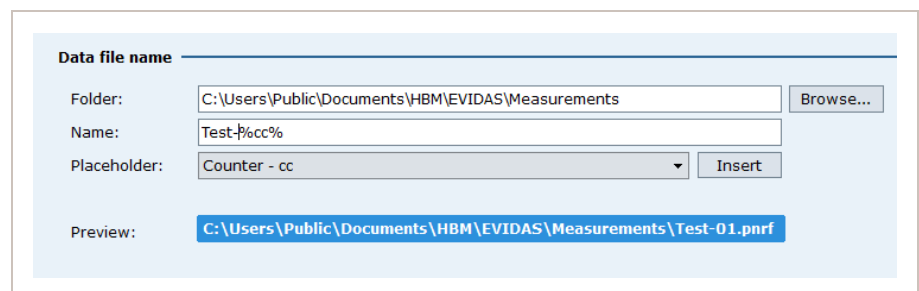 Data file name
Folder: C:\Users\Public\Documents\HBM\EVIDAS\Measurements Browse...
Name: Test-%cc%
Placeholder: Counter - cc Insert
Preview: C:\Users\Public\Documents\HBM\EVIDAS\Measurements\Test-01.pnrf